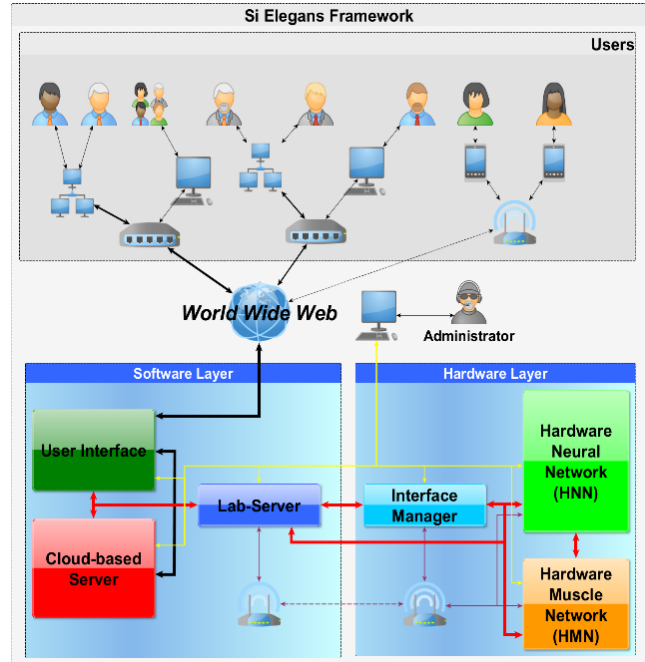 Si Elegans Framework
Users
World Wide Web
Administrator
Software Layer
Hardware Layer
User Interface
Cloud-based
Server
Lab-Server
Interface
Manager
Hardware
Neural
Network
(HNN)
Hardware
Muscle
Network
(HMN)